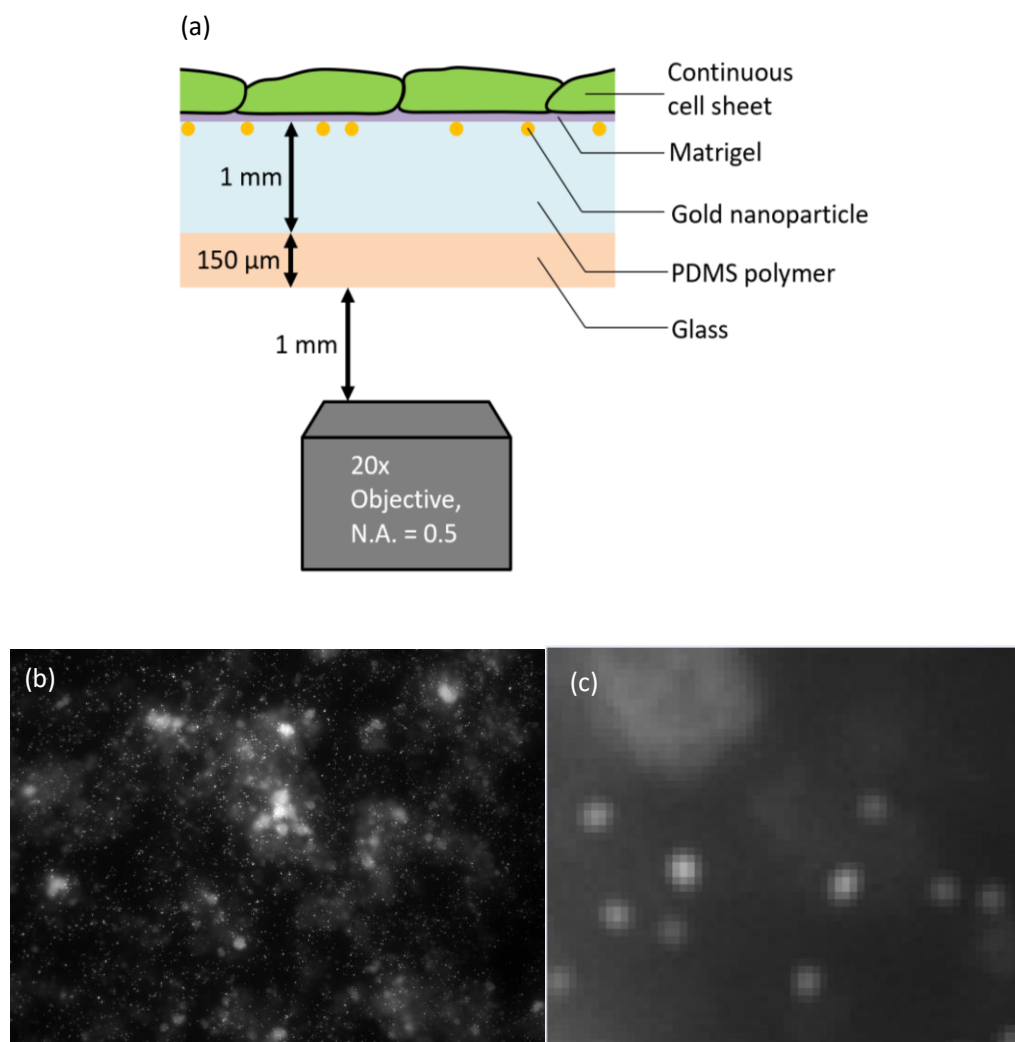 (a)
Continuous
cell sheet
Matrigel
1 mm
Gold nanoparticle
150 µm
PDMS polymer
Glass
1 mm
20x
Objective,
N.A. = 0.5
(b)
(c)